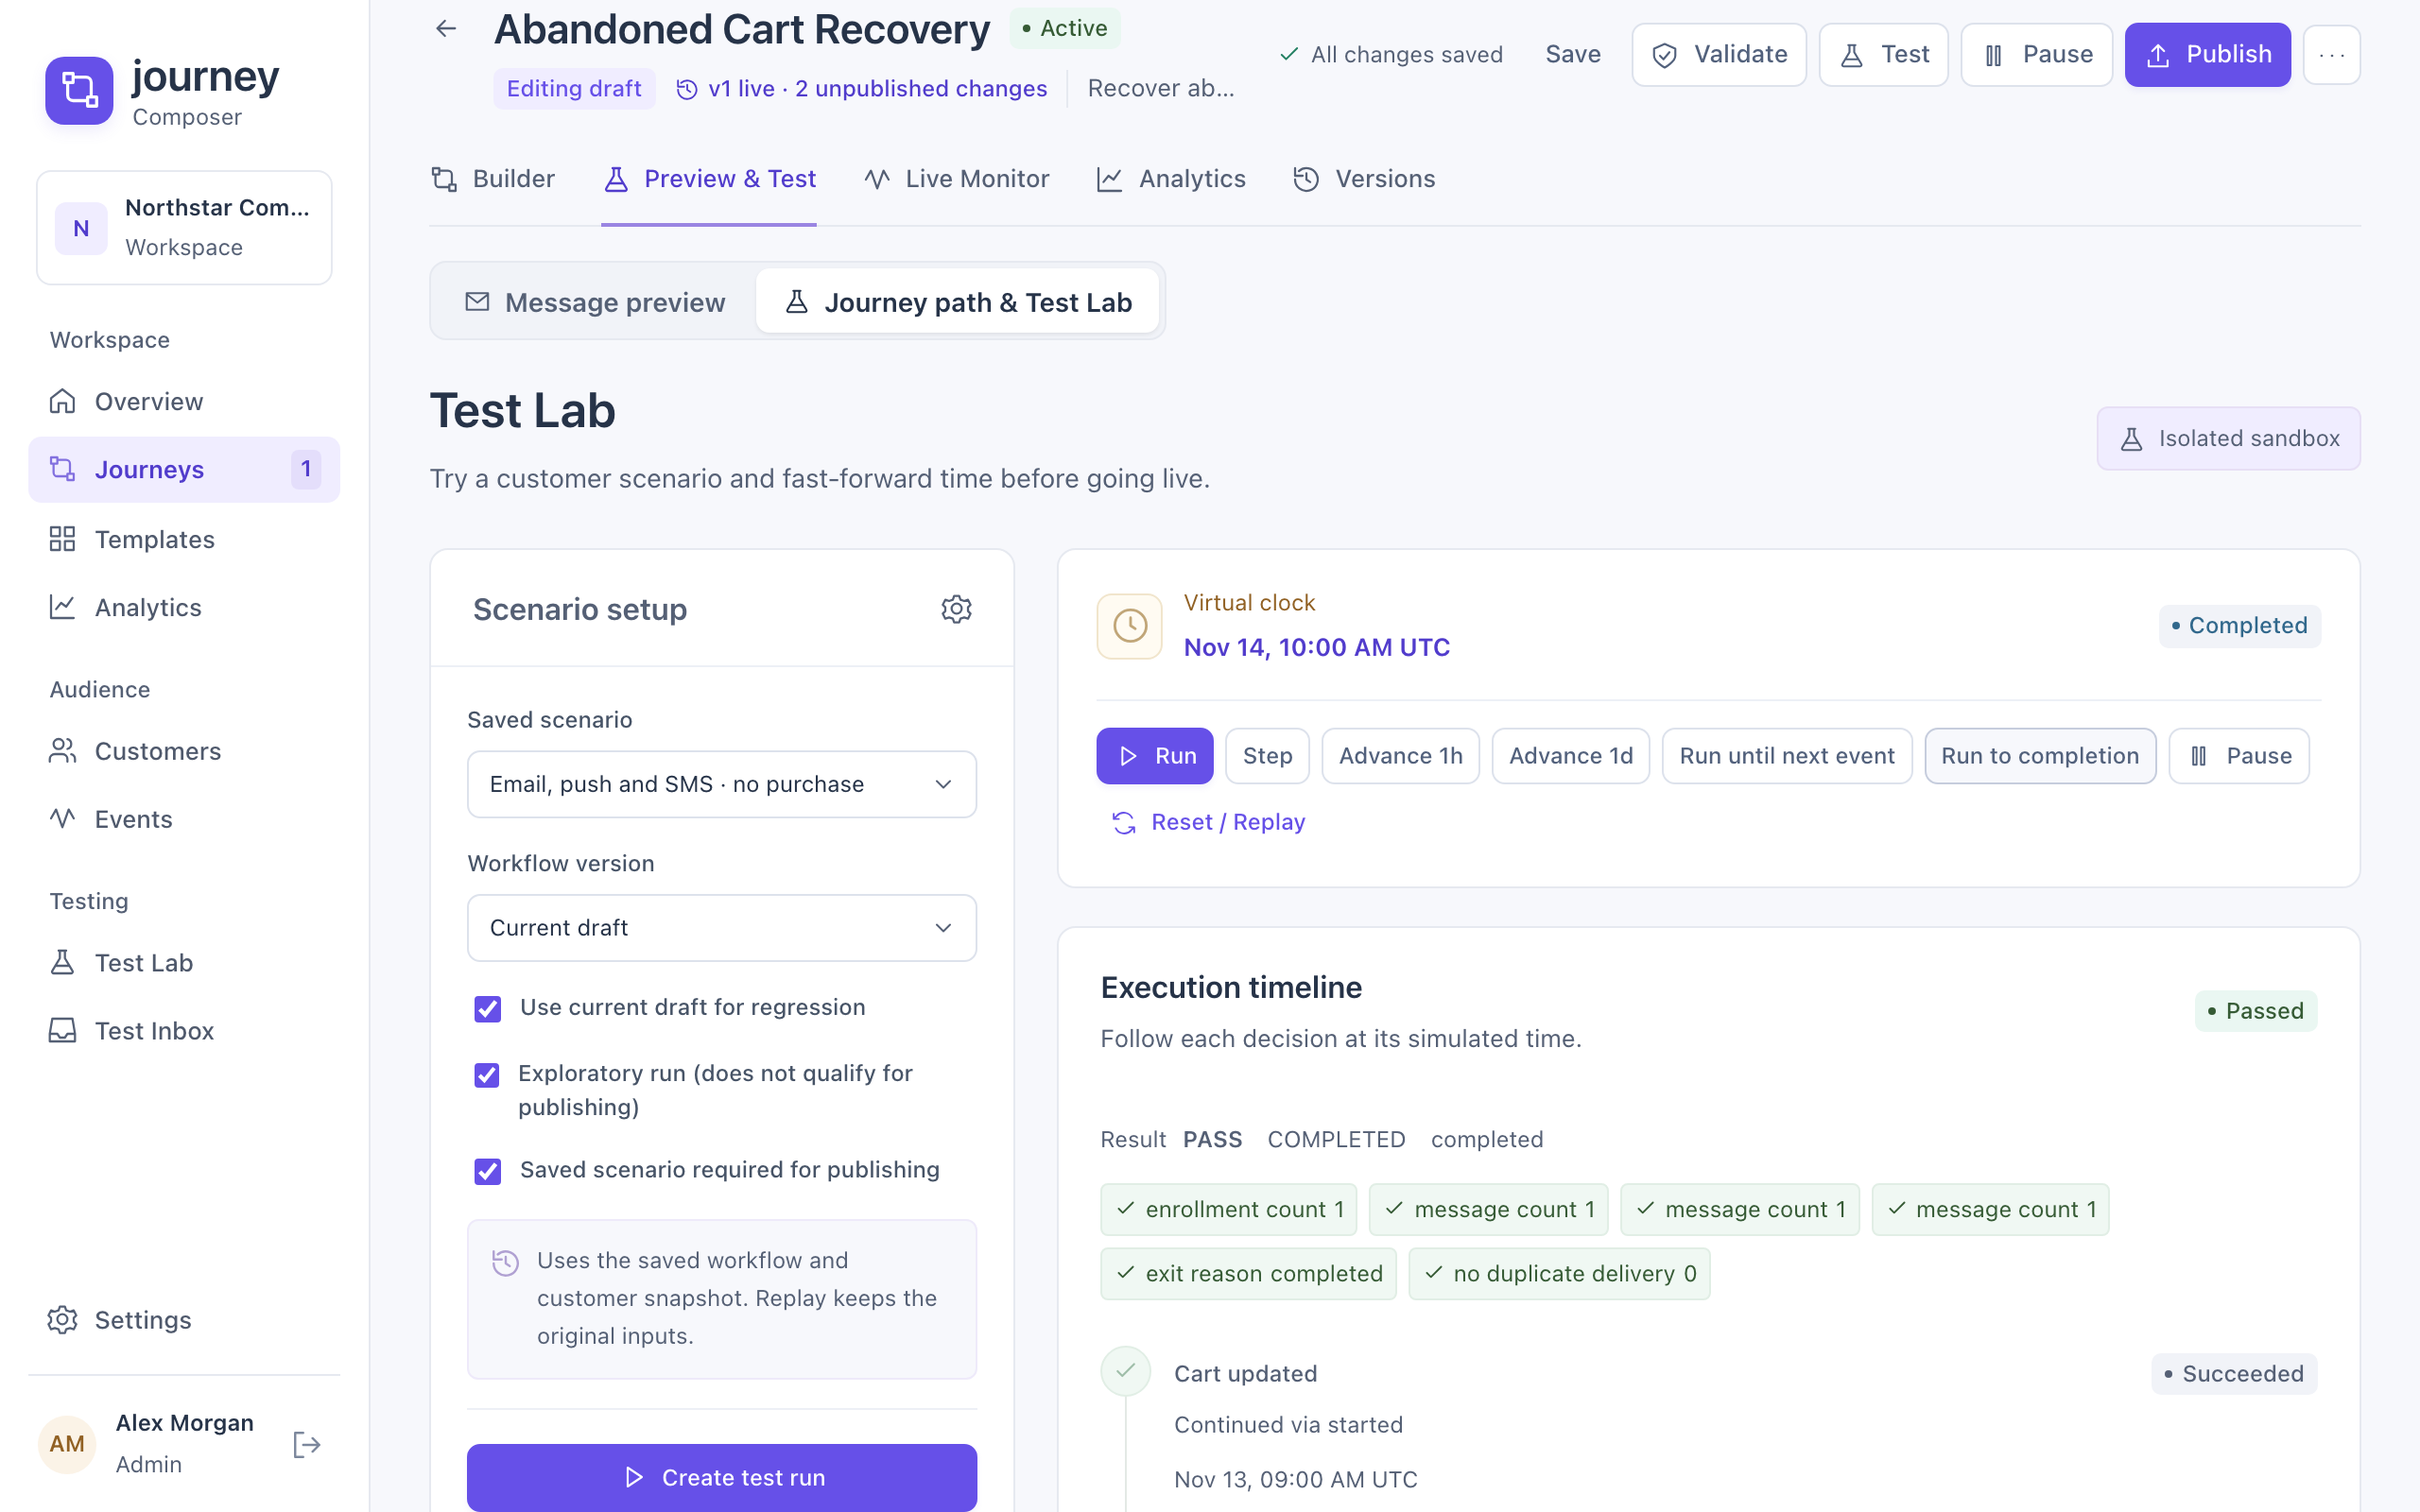 journey
Composer
N
Northstar Com...
Workspace
Workspace
Overview
Journeys 1
Templates
Analytics
Audience
Customers
Events
Testing
Test Lab
Test Inbox
Settings
AM
Alex Morgan
Admin
Abandoned Cart Recovery
Active
Editing draft
v1 live · 2 unpublished changes
Recover ab...
All changes saved
Save
Validate
Test
Pause
Publish
...
Builder
Preview & Test
Live Monitor
Analytics
Versions
Message preview
Journey path & Test Lab
Test Lab
Try a customer scenario and fast-forward time before going live.
Isolated sandbox
Scenario setup
Saved scenario
Email, push and SMS · no purchase
Workflow version
Current draft
Use current draft for regression
Exploratory run (does not qualify for
publishing)
Saved scenario required for publishing
Uses the saved workflow and
customer snapshot. Replay keeps the
original inputs.
Create test run
Virtual clock
Nov 14, 10:00 AM UTC
Completed
Run
Step
Advance 1h
Advance 1d
Run until next event
Run to completion
Pause
Reset / Replay
Execution timeline
Follow each decision at its simulated time.
Passed
Result PASS COMPLETED completed
enrollment count 1
message count 1
message count 1
message count 1
exit reason completed
no duplicate delivery 0
Cart updated
Succeeded
Continued via started
Nov 13, 09:00 AM UTC